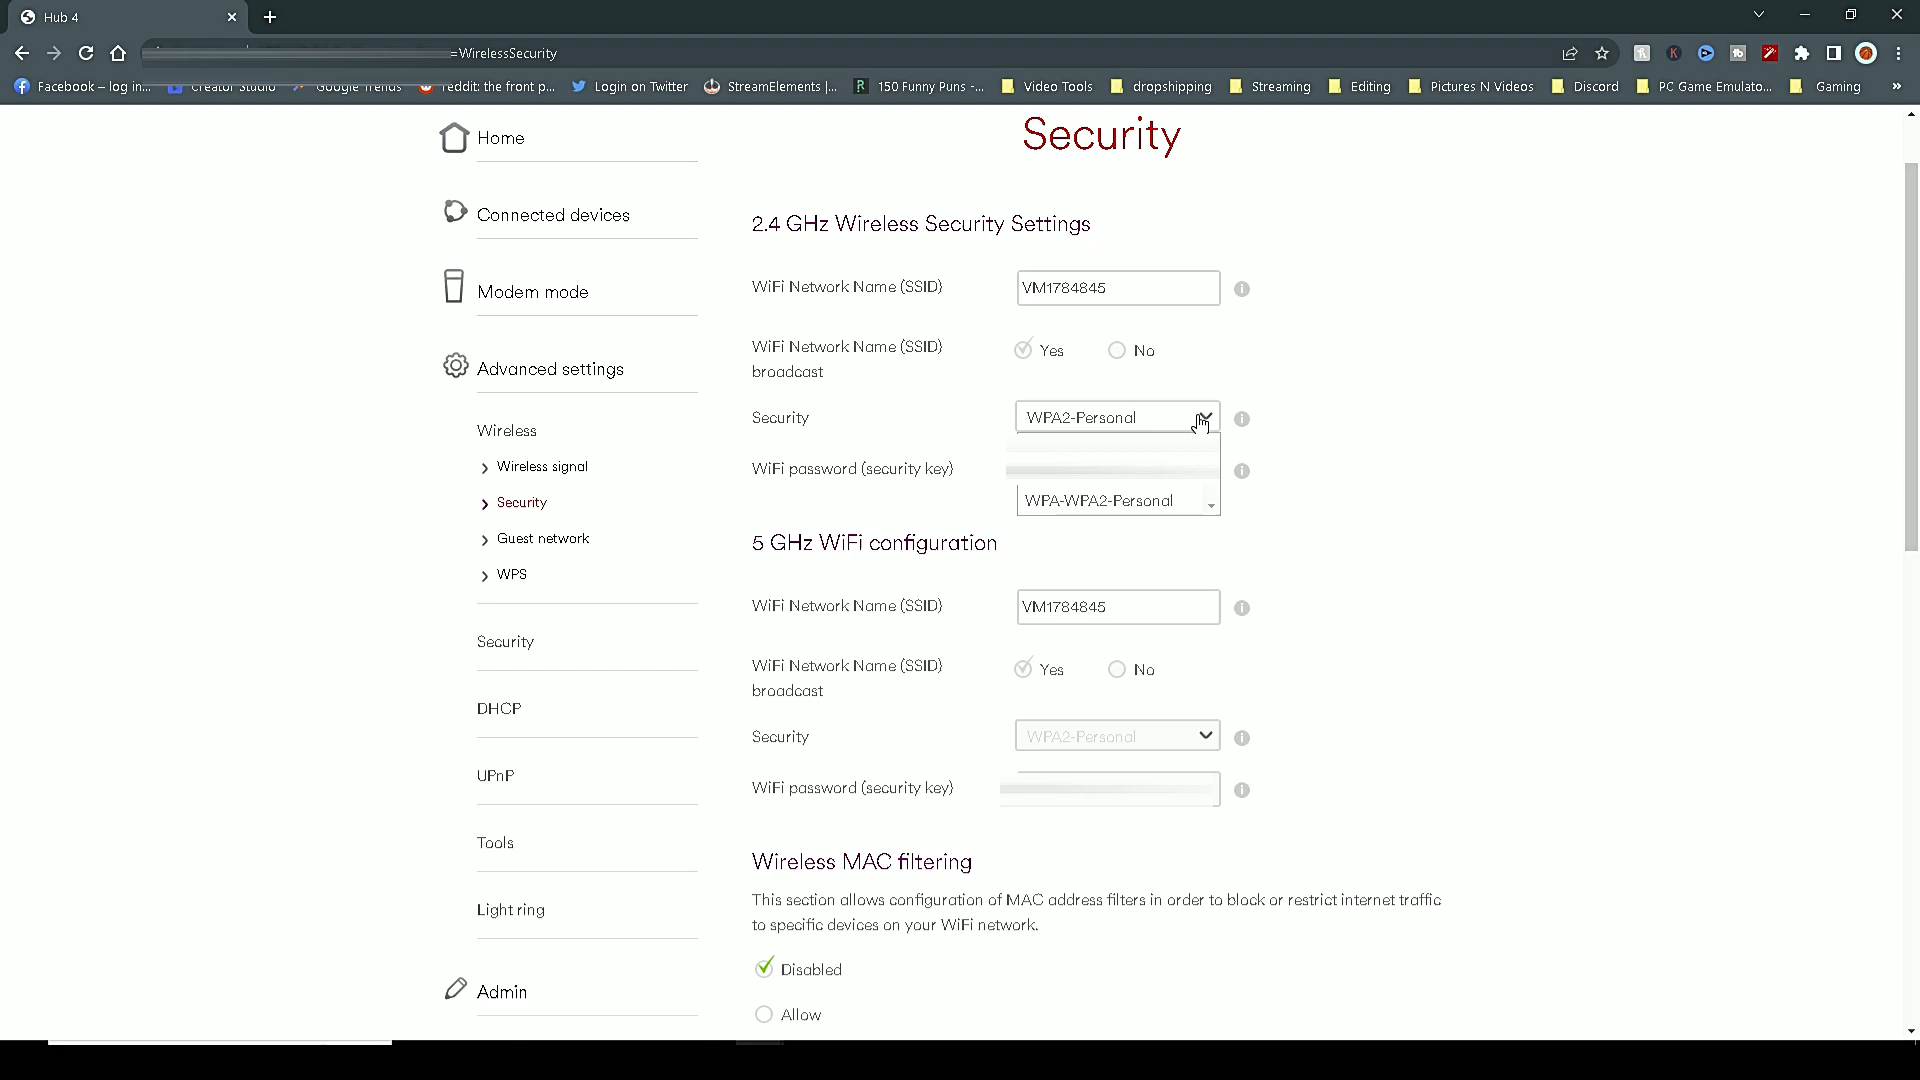 Hub 4
=WirelesSecurity
Facebook – log in...
Creator Studio
Google Trends
reddit: the front p...
Login on Twitter
StreamElements |...
150 Funny Puns -...
Video Tools
dropshipping
Streaming
Editing
Pictures N Videos
Discord
PC Game Emulato...
Gaming
»
Security
Home
Connected devices
Modem mode
Advanced settings
Wireless
Wireless signal
Security
Guest network
WPS
Security
DHCP
UPnP
Tools
Light ring
Admin
2.4 GHz Wireless Security Settings
WiFi Network Name (SSID)
VM1784845
WiFi Network Name (SSID)
broadcast
Yes
No
Security
WPA2-Personal
WiFi password (security key)
WPA-WPA2-Personal
5 GHz WiFi configuration
WiFi Network Name (SSID)
VM1784845
WiFi Network Name (SSID)
broadcast
Yes
No
Security
WPA2-Personal
WiFi password (security key)
Wireless MAC filtering
This section allows configuration of MAC address filters in order to block or restrict internet traffic
to specific devices on your WiFi network.
Disabled
Allow